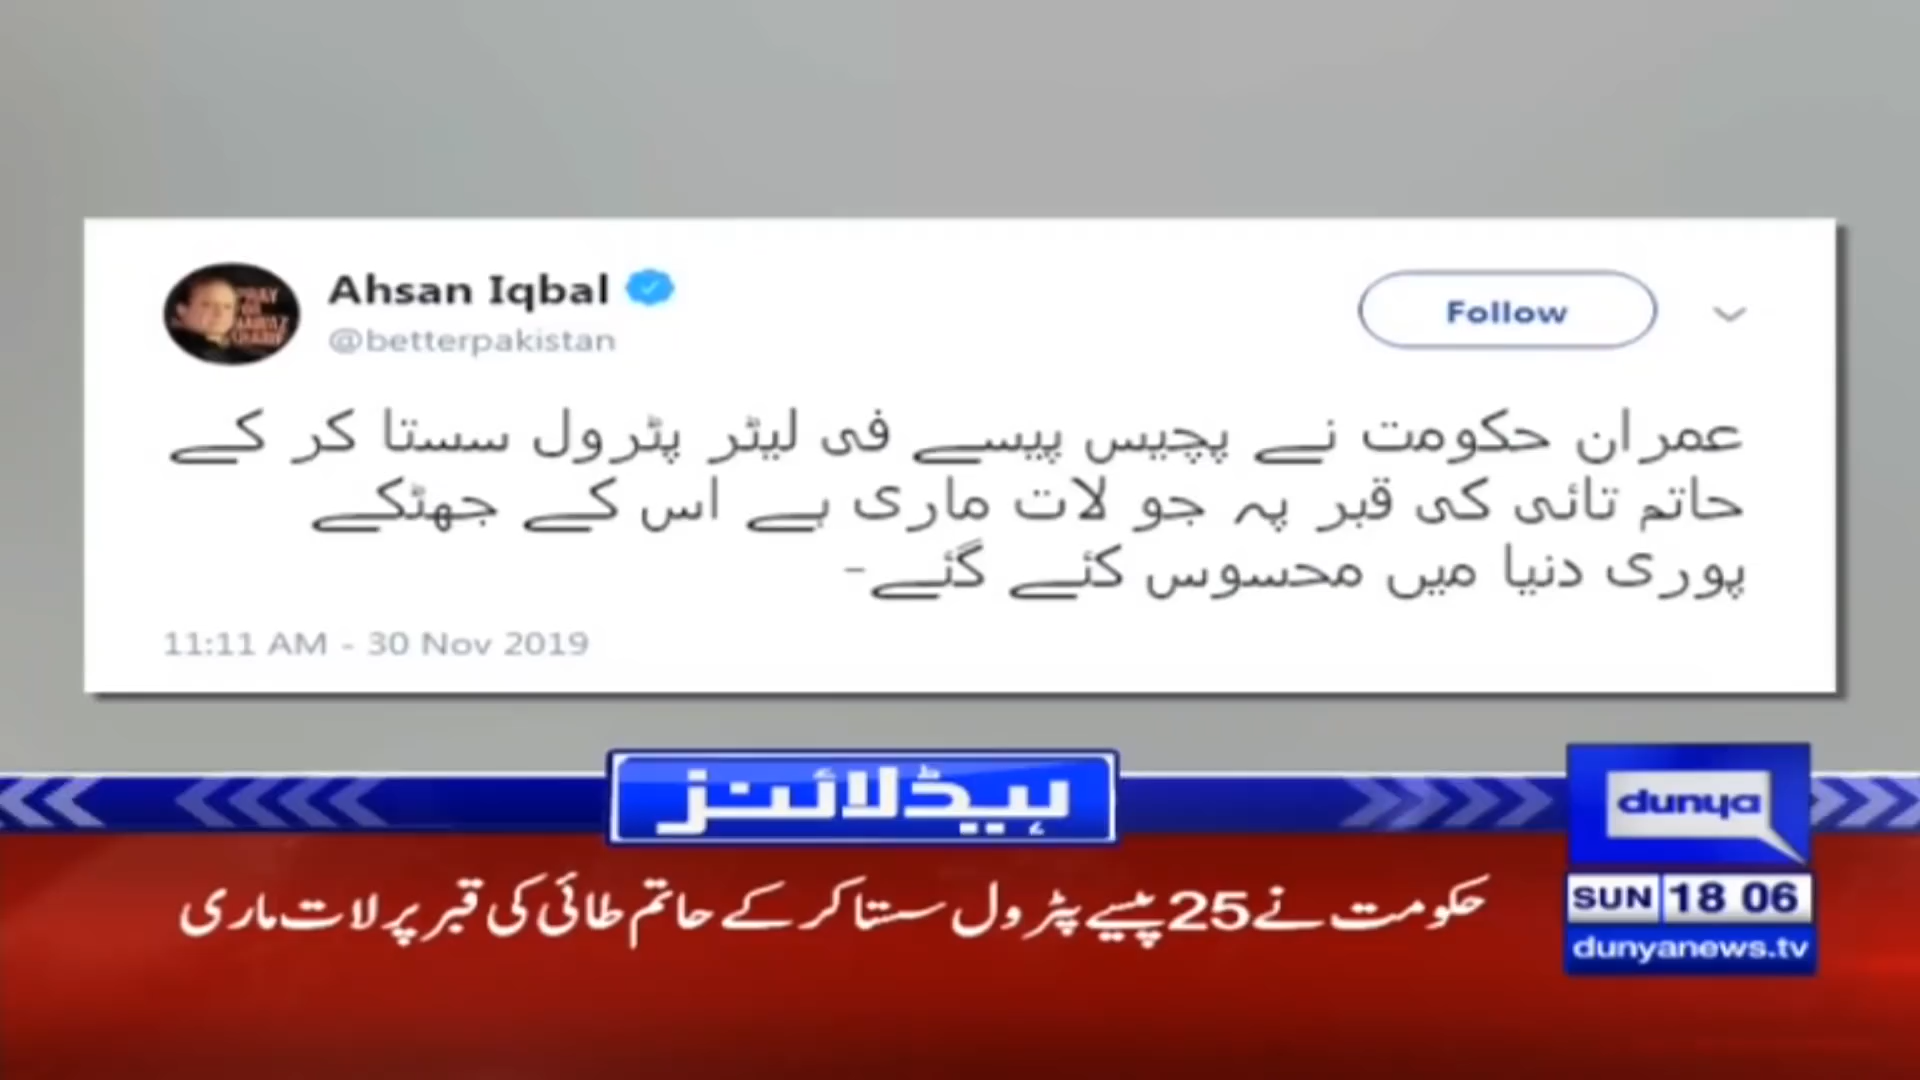 Ahsan Iqbal
@betterpakistan
Follow
عمران حکومت نے پچیس پیسے فی لیٹر پٹرول سستا کر کے
حاتم تائی کی قبر پہ جو لات ماری ہے اس کے جھٹکے
پوری دنیا میں محسوس کئے گئے-
11:11 AM - 30 Nov 2019
ہیڈلائنز
dunya
حکومت نے 25 پیسے پٹرول سستا کر کے حاتم طائی کی قبر پر لات ماری
SUN 18 06
dunyanews.tv